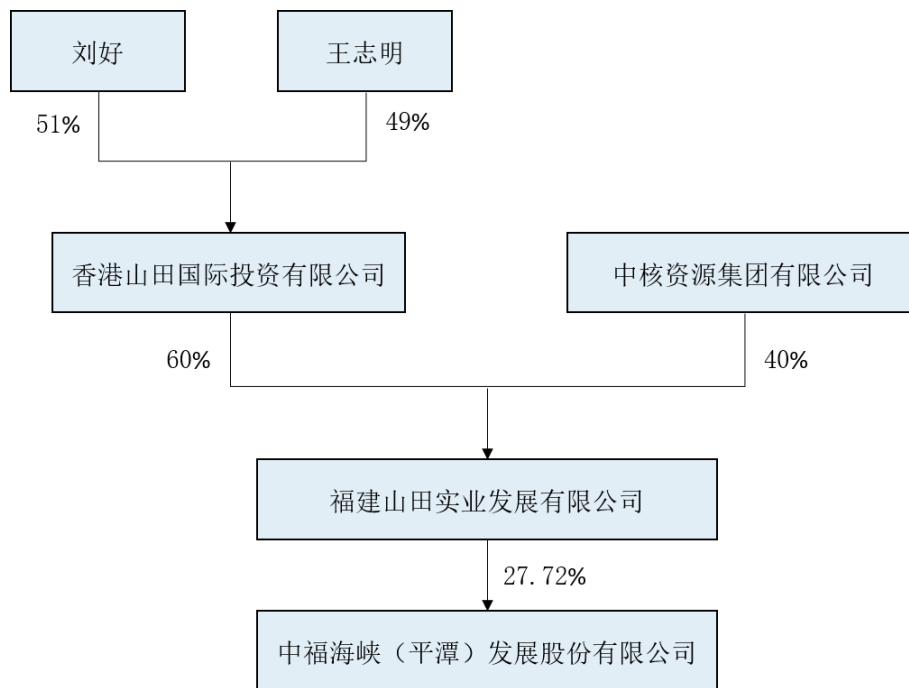 刘好
王志明
51%
49%
香港山田国际投资有限公司
中核资源集团有限公司
60%
40%
福建山田实业发展有限公司
27.72%
中福海峡（平潭）发展股份有限公司